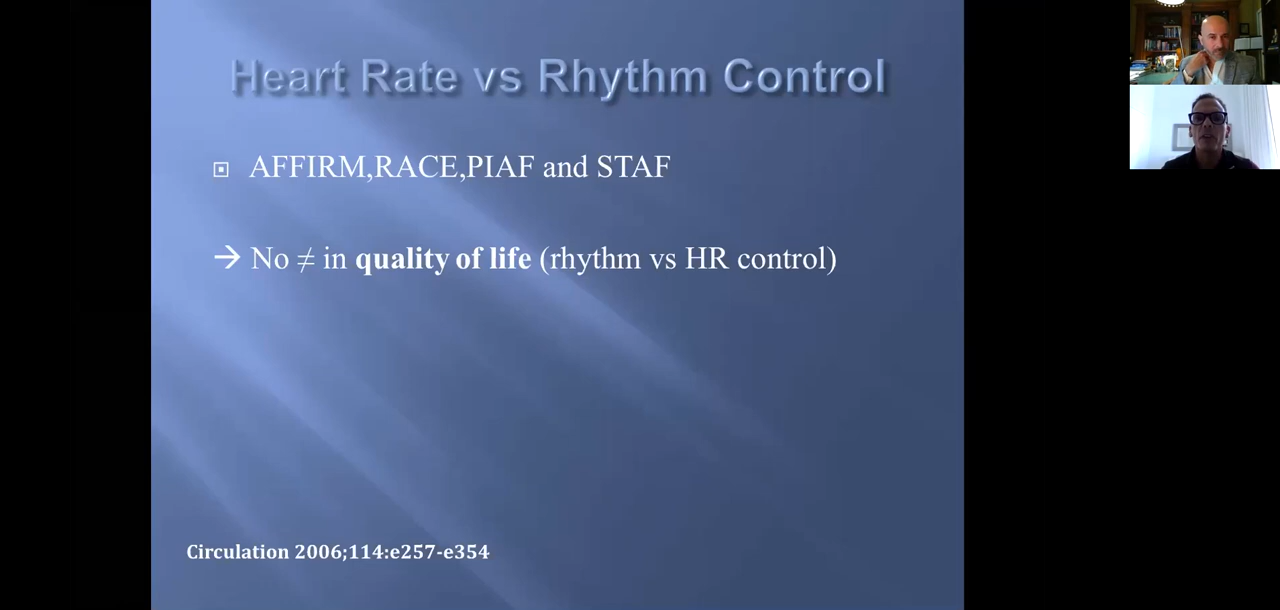 Heart Rate vs Rhythm Control
AFFIRM,RACE,PIAF and STAF
→ No ≠ in quality of life (rhythm vs HR control)
Circulation 2006;114:e257-e354